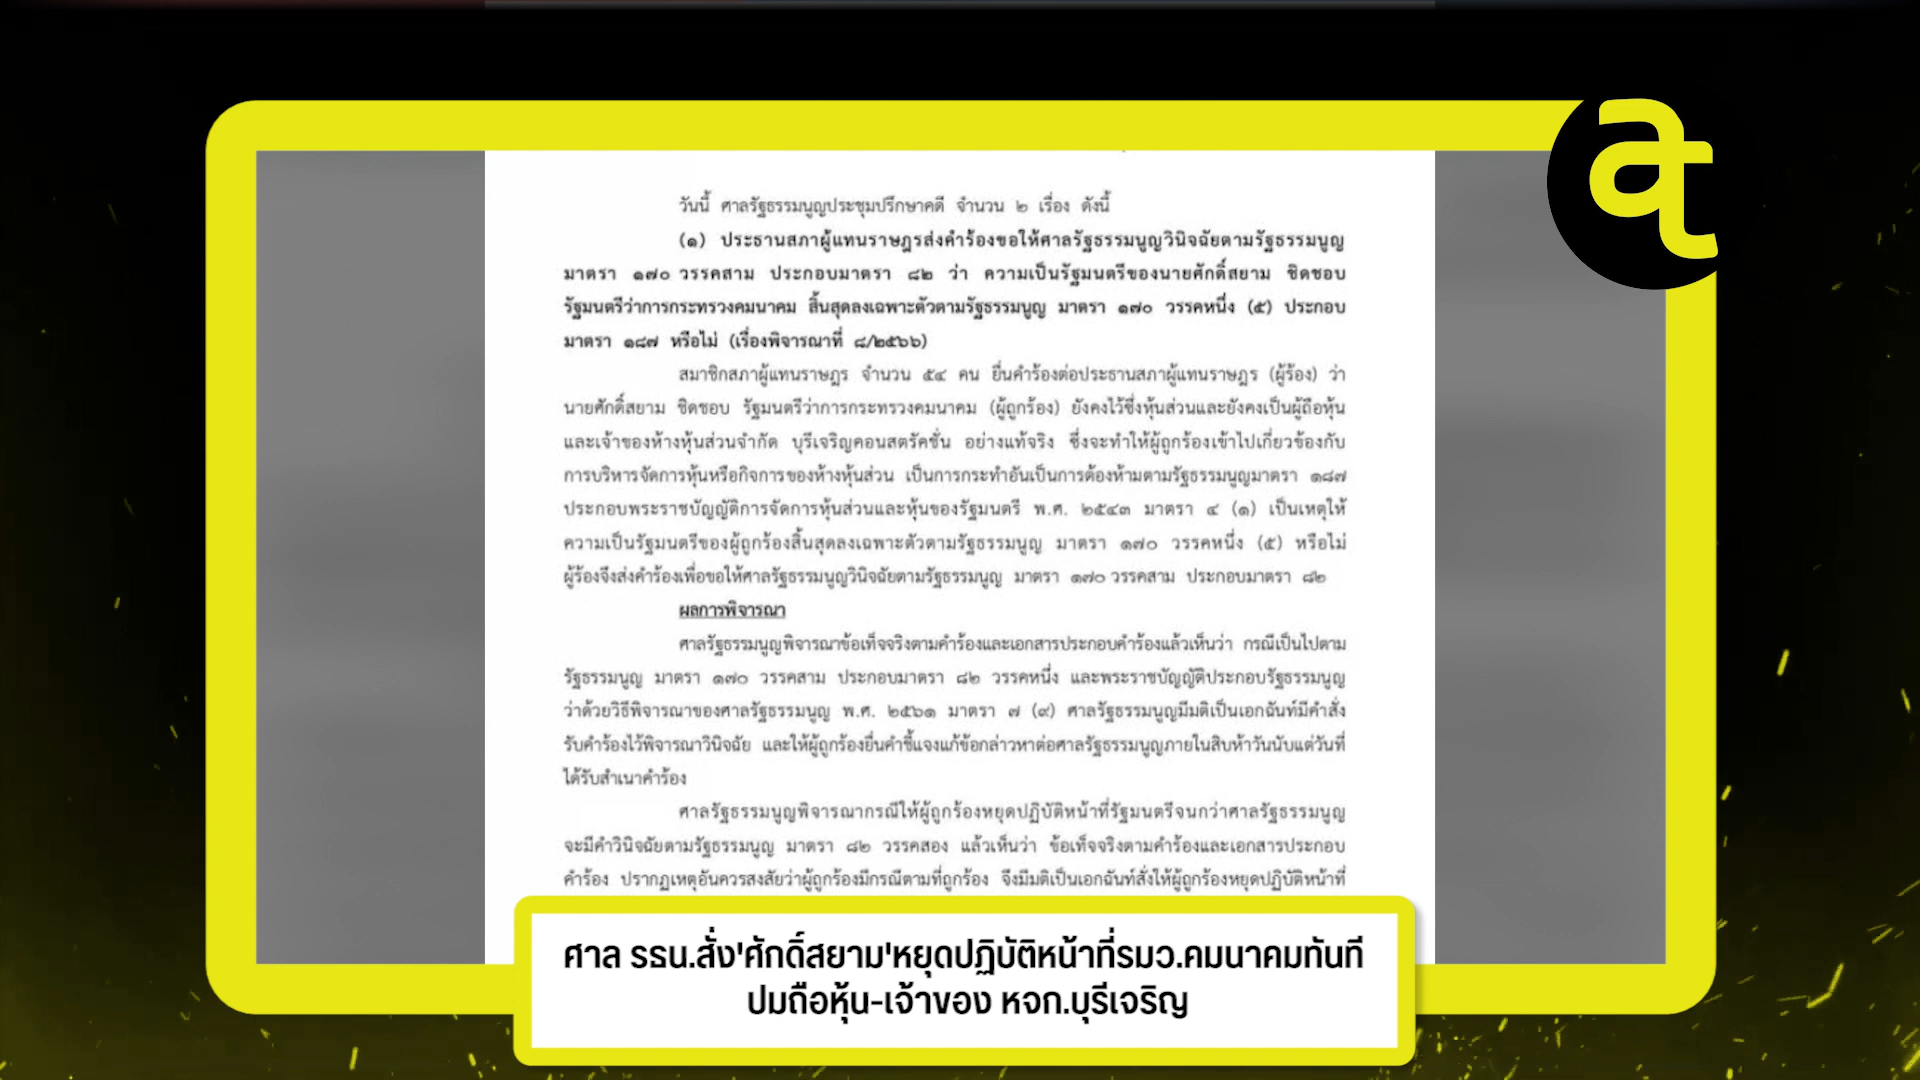 at
วันนี้ ศาลรัฐธรรมนูญประชุมปรึกษาคดี จำนวน ๒ เรื่อง ดังนี้
(๑) ประธานสภาผู้แทนราษฎรส่งคำร้องขอให้ศาลรัฐธรรมนูญวินิจฉัยตามรัฐธรรมนูญ
มาตรา ๑๗๐ วรรคสาม ประกอบมาตรา ๘๒ ว่า ความเป็นรัฐมนตรีของนายศักดิ์สยาม ชิดชอบ
รัฐมนตรีว่าการกระทรวงคมนาคม สิ้นสุดลงเฉพาะตัวตามรัฐธรรมนูญ มาตรา ๑๗๐ วรรคหนึ่ง (๕) ประกอบ
มาตรา ๑๘๗ หรือไม่ (เรื่องพิจารณาที่ ๘/๒๕๖๖)
สมาชิกสภาผู้แทนราษฎร จำนวน ๕๔ คน ยื่นคำร้องต่อประธานสภาผู้แทนราษฎร (ผู้ร้อง) ว่า
นายศักดิ์สยาม ชิดชอบ รัฐมนตรีว่าการกระทรวงคมนาคม (ผู้ถูกร้อง) ยังคงไว้ซึ่งหุ้นส่วนและยังคงเป็นผู้ถือหุ้น
และเจ้าของห้างหุ้นส่วนจำกัด บุรีเจริญคอนสตรัคชั่น อย่างแท้จริง ซึ่งจะทำให้ผู้ถูกร้องเข้าไปเกี่ยวข้องกับ
การบริหารจัดการหุ้นหรือกิจการของห้างหุ้นส่วน เป็นการกระทำอันเป็นการต้องห้ามตามรัฐธรรมนูญมาตรา ๑๘๗
ประกอบพระราชบัญญัติการจัดการหุ้นส่วนและหุ้นของรัฐมนตรี พ.ศ. ๒๕๔๓ มาตรา ๔ (๑) เป็นเหตุให้
ความเป็นรัฐมนตรีของผู้ถูกร้องสิ้นสุดลงเฉพาะตัวตามรัฐธรรมนูญ มาตรา ๑๗๐ วรรคหนึ่ง (๕) หรือไม่
ผู้ร้องจึงส่งคำร้องเพื่อขอให้ศาลรัฐธรรมนูญวินิจฉัยตามรัฐธรรมนูญ มาตรา ๑๗๐ วรรคสาม ประกอบมาตรา ๘๒
ผลการพิจารณา
ศาลรัฐธรรมนูญพิจารณาข้อเท็จจริงตามคำร้องและเอกสารประกอบคำร้องแล้วเห็นว่า กรณีเป็นไปตาม
รัฐธรรมนูญ มาตรา ๑๗๐ วรรคสาม ประกอบมาตรา ๘๒ วรรคหนึ่ง และพระราชบัญญัติประกอบรัฐธรรมนูญ
ว่าด้วยวิธีพิจารณาของศาลรัฐธรรมนูญ พ.ศ. ๒๕๖๑ มาตรา ๗ (๙) ศาลรัฐธรรมนูญมีมติเป็นเอกฉันท์มีคำสั่ง
รับคำร้องไว้พิจารณาวินิจฉัย และให้ผู้ถูกร้องยื่นคำชี้แจงแก้ข้อกล่าวหาต่อศาลรัฐธรรมนูญภายในสิบห้าวันนับแต่วันที่
ได้รับสำเนาคำร้อง
ศาลรัฐธรรมนูญพิจารณากรณีให้ผู้ถูกร้องหยุดปฏิบัติหน้าที่รัฐมนตรีจนกว่าศาลรัฐธรรมนูญ
จะมีคำวินิจฉัยตามรัฐธรรมนูญ มาตรา ๘๒ วรรคสอง แล้วเห็นว่า ข้อเท็จจริงตามคำร้องและเอกสารประกอบ
คำร้อง ปรากฏเหตุอันควรสงสัยว่าผู้ถูกร้องมีกรณีตามที่ถูกร้อง จึงมีมติเป็นเอกฉันท์สั่งให้ผู้ถูกร้องหยุดปฏิบัติหน้าที่
ศาล รธน.สั่ง'ศักดิ์สยาม'หยุดปฏิบัติหน้าที่รมว.คมนาคมทันที
ปมถือหุ้น-เจ้าของ หจก.บุรีเจริญ